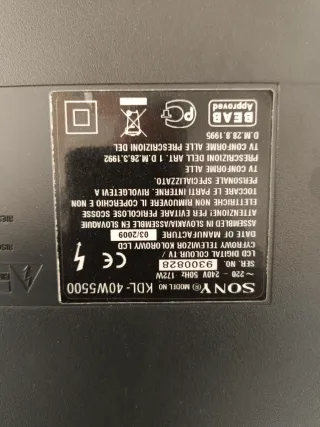 SONY® MODEL NO KDL-40W5500
~ 220 - 240V 50Hz 172W
SER. NO 9300828
LCD DIGITAL COLOUR TV /
CYFROWY TELEWIZOR KOLOROWY LCD
DATE OF MANUFACTURE 03/2009
ASSEMBLED IN SLOVAKIA/ASSEMBLÉ EN SLOVAQUIE
ATTENZIONE PER EVITARE PERICOLOSE SCOSSE
ELETTRICHE NON APRIRE IL COPERCHIO E NON
TOCCARE LE PARTI INTERNE, RIVOLGETEVI A
PERSONALE SPECIALIZZATO.
TV CONFORME ALLE
PRESCRIZIONI DELL ART. 1 D.M.26.3.1992
TV CONFORME ALLE PRESCRIZIONI DEL
D.M.28.8.1995
CE
BEAB
Approved